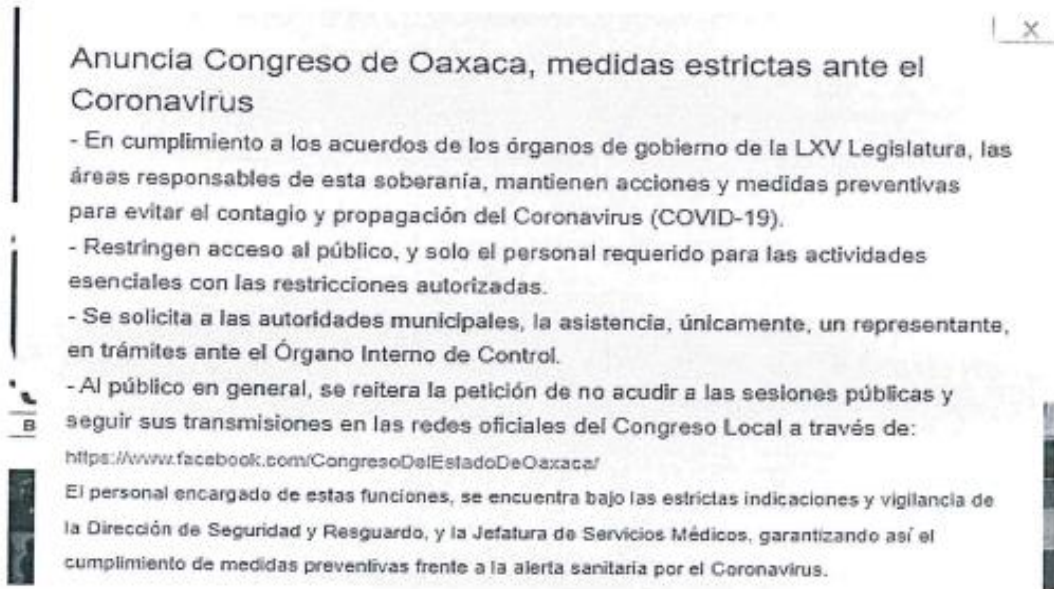 X
Anuncia Congreso de Oaxaca, medidas estrictas ante el
Coronavirus
- En cumplimiento a los acuerdos de los órganos de gobierno de la LXV Legislatura, las
áreas responsables de esta soberanía, mantienen acciones y medidas preventivas
para evitar el contagio y propagación del Coronavirus (COVID-19).
- Restringen acceso al público, y solo el personal requerido para las actividades
esenciales con las restricciones autorizadas.
- Se solicita a las autoridades municipales, la asistencia, únicamente, un representante,
en trámites ante el Órgano Interno de Control.
- Al público en general, se reitera la petición de no acudir a las sesiones públicas y
seguir sus transmisiones en las redes oficiales del Congreso Local a través de:
https://www.facebook.com/CongresoDelEstadoDeOaxaca/
El personal encargado de estas funciones, se encuentra bajo las estrictas indicaciones y vigilancia de
la Dirección de Seguridad y Resguardo, y la Jefatura de Servicios Médicos, garantizando así el
cumplimiento de medidas preventivas frente a la alerta sanitaria por el Coronavirus.
B